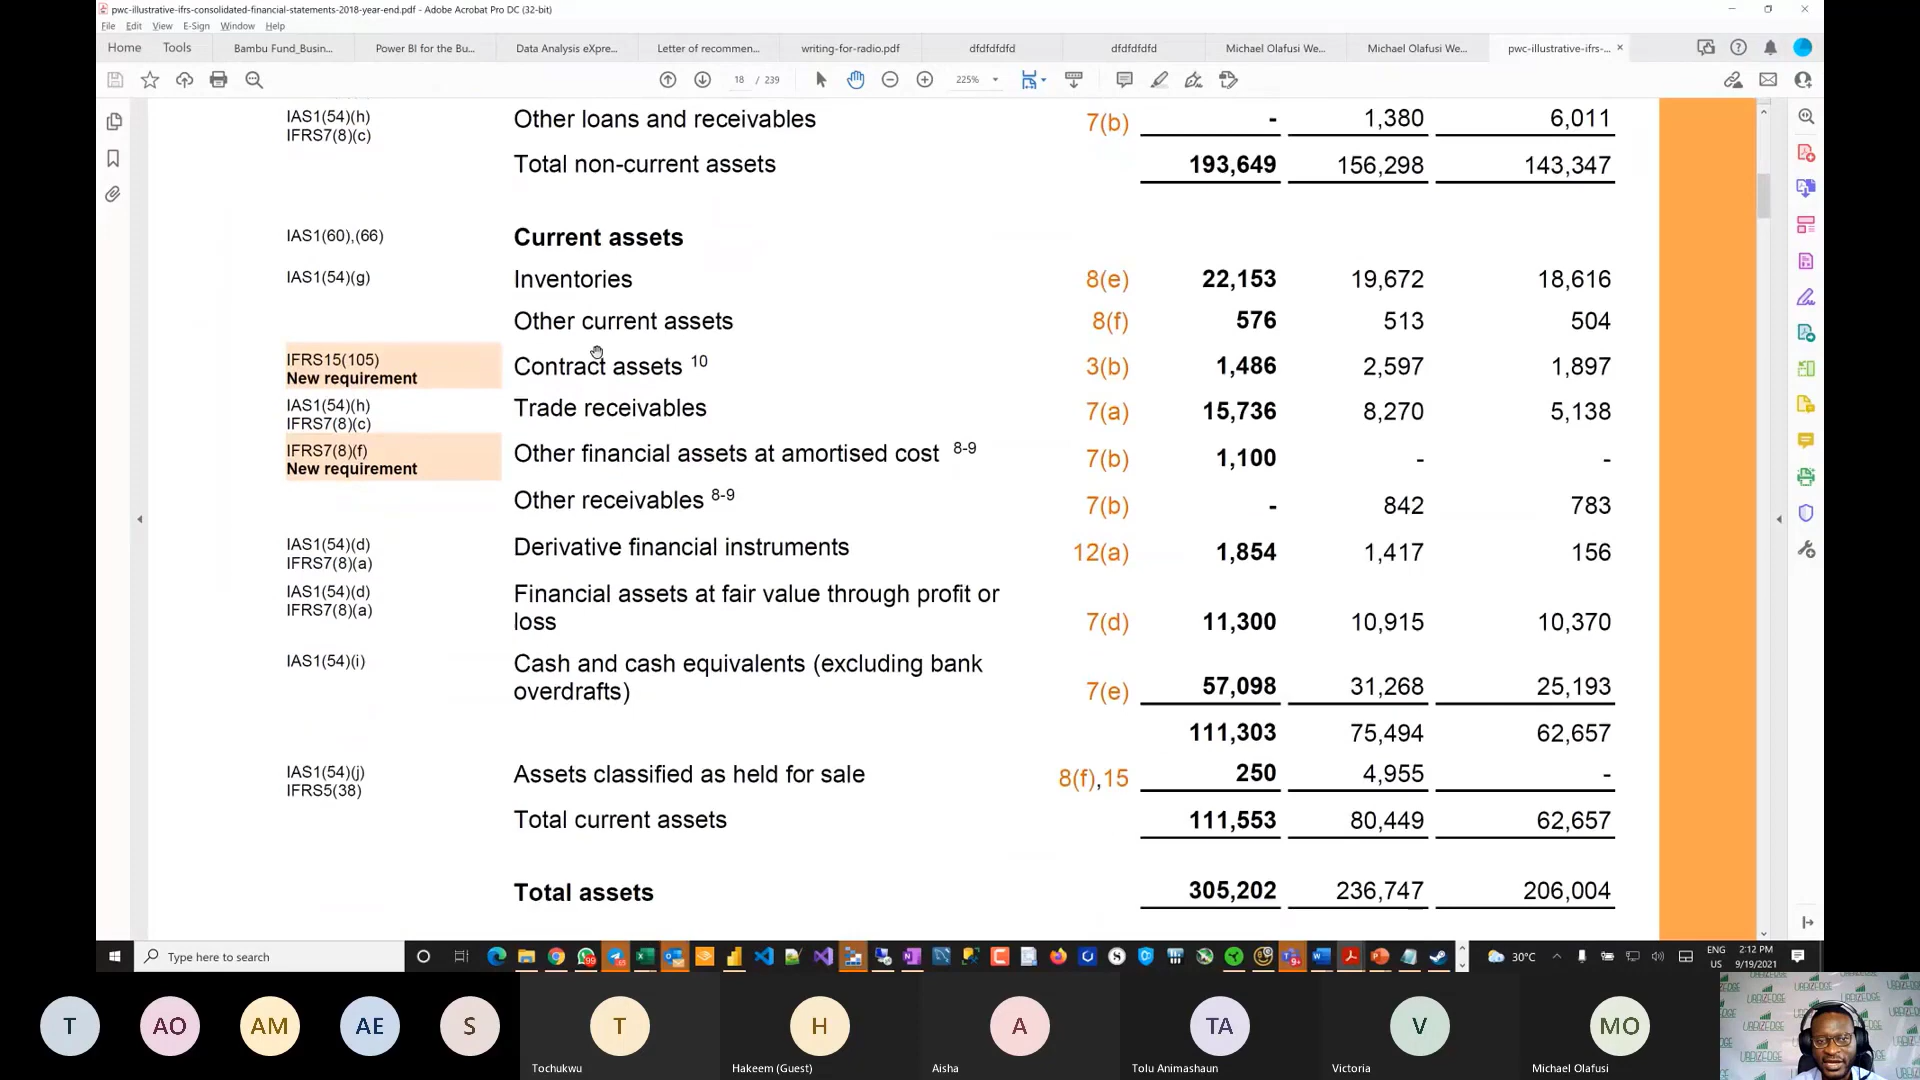 pwc-illustrative-ifrs-consolidated-financial-statements-2018-year-end.pdf - Adobe Acrobat Pro DC (32-bit)
File Edit View E-Sign Window Help
Home Tools Bambu Fund_Busin... Power BI for the Bu... Data Analysis eXpre... Letter of recommen... writing-for-radio.pdf dfdfdfdfd dfdfdfdfd Michael Olafusi We... Michael Olafusi We... pwc-illustrative-ifrs-... ×
18 / 239 225%
IAS1(54)(h) Other loans and receivables 7(b) - 1,380 6,011
IFRS7(8)(c)
Total non-current assets 193,649 156,298 143,347
IAS1(60),(66) Current assets
IAS1(54)(g) Inventories 8(e) 22,153 19,672 18,616
Other current assets 8(f) 576 513 504
IFRS15(105) Contract assets 10 3(b) 1,486 2,597 1,897
New requirement
IAS1(54)(h) Trade receivables 7(a) 15,736 8,270 5,138
IFRS7(8)(c)
IFRS7(8)(f) Other financial assets at amortised cost 8-9 7(b) 1,100 - -
New requirement
Other receivables 8-9 7(b) - 842 783
IAS1(54)(d) Derivative financial instruments 12(a) 1,854 1,417 156
IFRS7(8)(a)
IAS1(54)(d) Financial assets at fair value through profit or
IFRS7(8)(a) loss 7(d) 11,300 10,915 10,370
IAS1(54)(i) Cash and cash equivalents (excluding bank
overdrafts) 7(e) 57,098 31,268 25,193
111,303 75,494 62,657
IAS1(54)(j) Assets classified as held for sale 8(f),15 250 4,955 -
IFRS5(38)
Total current assets 111,553 80,449 62,657
Total assets 305,202 236,747 206,004
Type here to search 30°C ENG 2:12 PM
US 9/19/2021
T AO AM AE S T H A TA V MO
Tochukwu Hakeem (Guest) Aisha Tolu Animashaun Victoria Michael Olafusi
URBIZEDGE